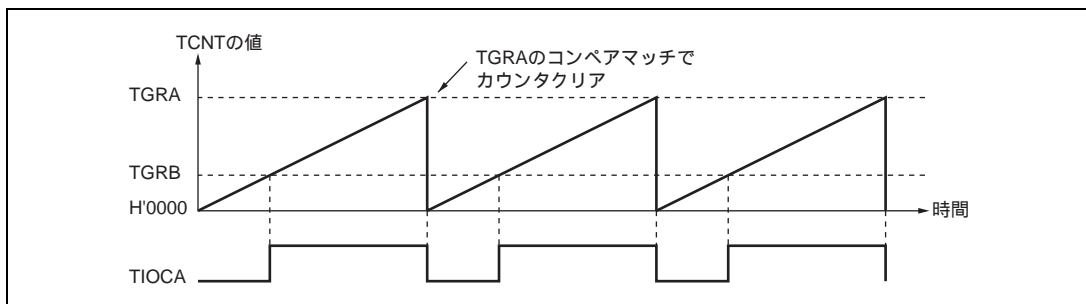 TCNTの値
TGRAのコンペアマッチで
カウンタクリア
TGRA
TGRB
H'0000
時間
TIOCA